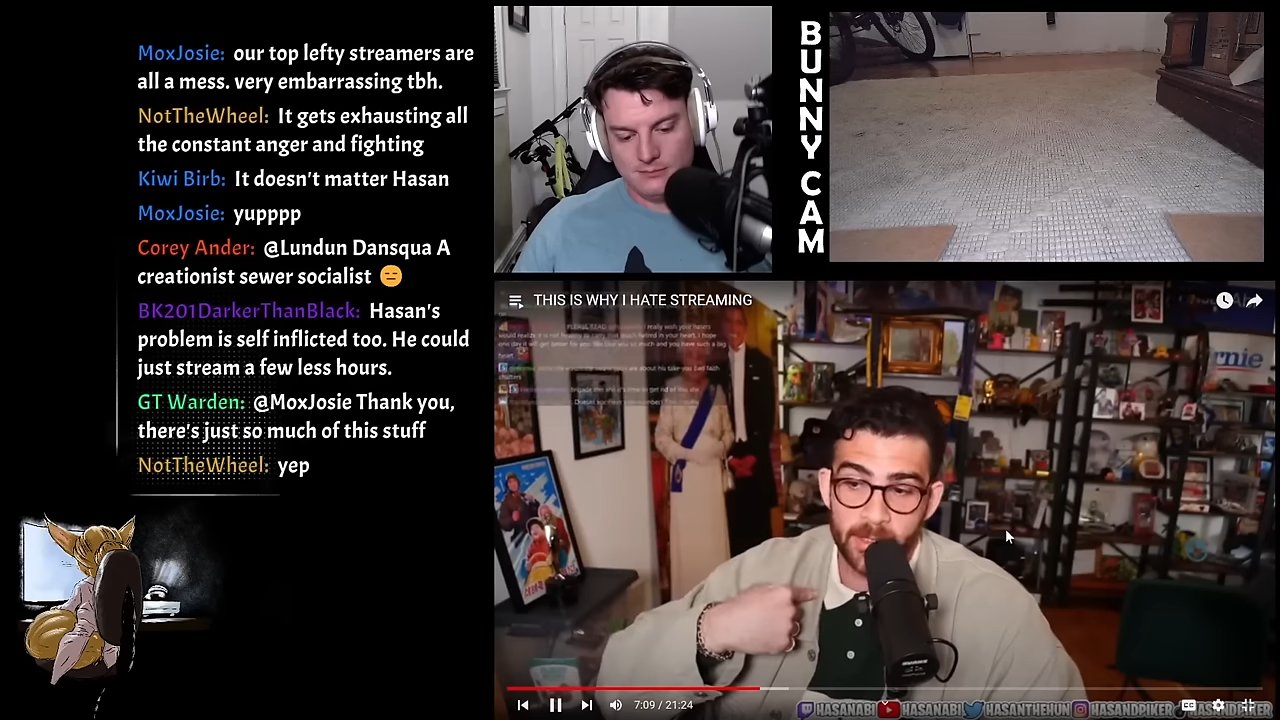 MoxJosie: our top lefty streamers are
all a mess. very embarrassing tbh.
NotTheWheel: It gets exhausting all
the constant anger and fighting
Kiwi Birb: It doesn't matter Hasan
MoxJosie: yupppp
Corey Ander: @Lundun Dansqua A
creationist sewer socialist 😑
BK201DarkerThanBlack: Hasan's
problem is self inflicted too. He could
just stream a few less hours.
GT Warden: @MoxJosie Thank you,
there's just so much of this stuff
NotTheWheel: yep
BUNNY CAM
THIS IS WHY I HATE STREAMING
rnie
7:09 / 21:24
HASANABI HASANABI HASANTHEHUN HASANDPIKER